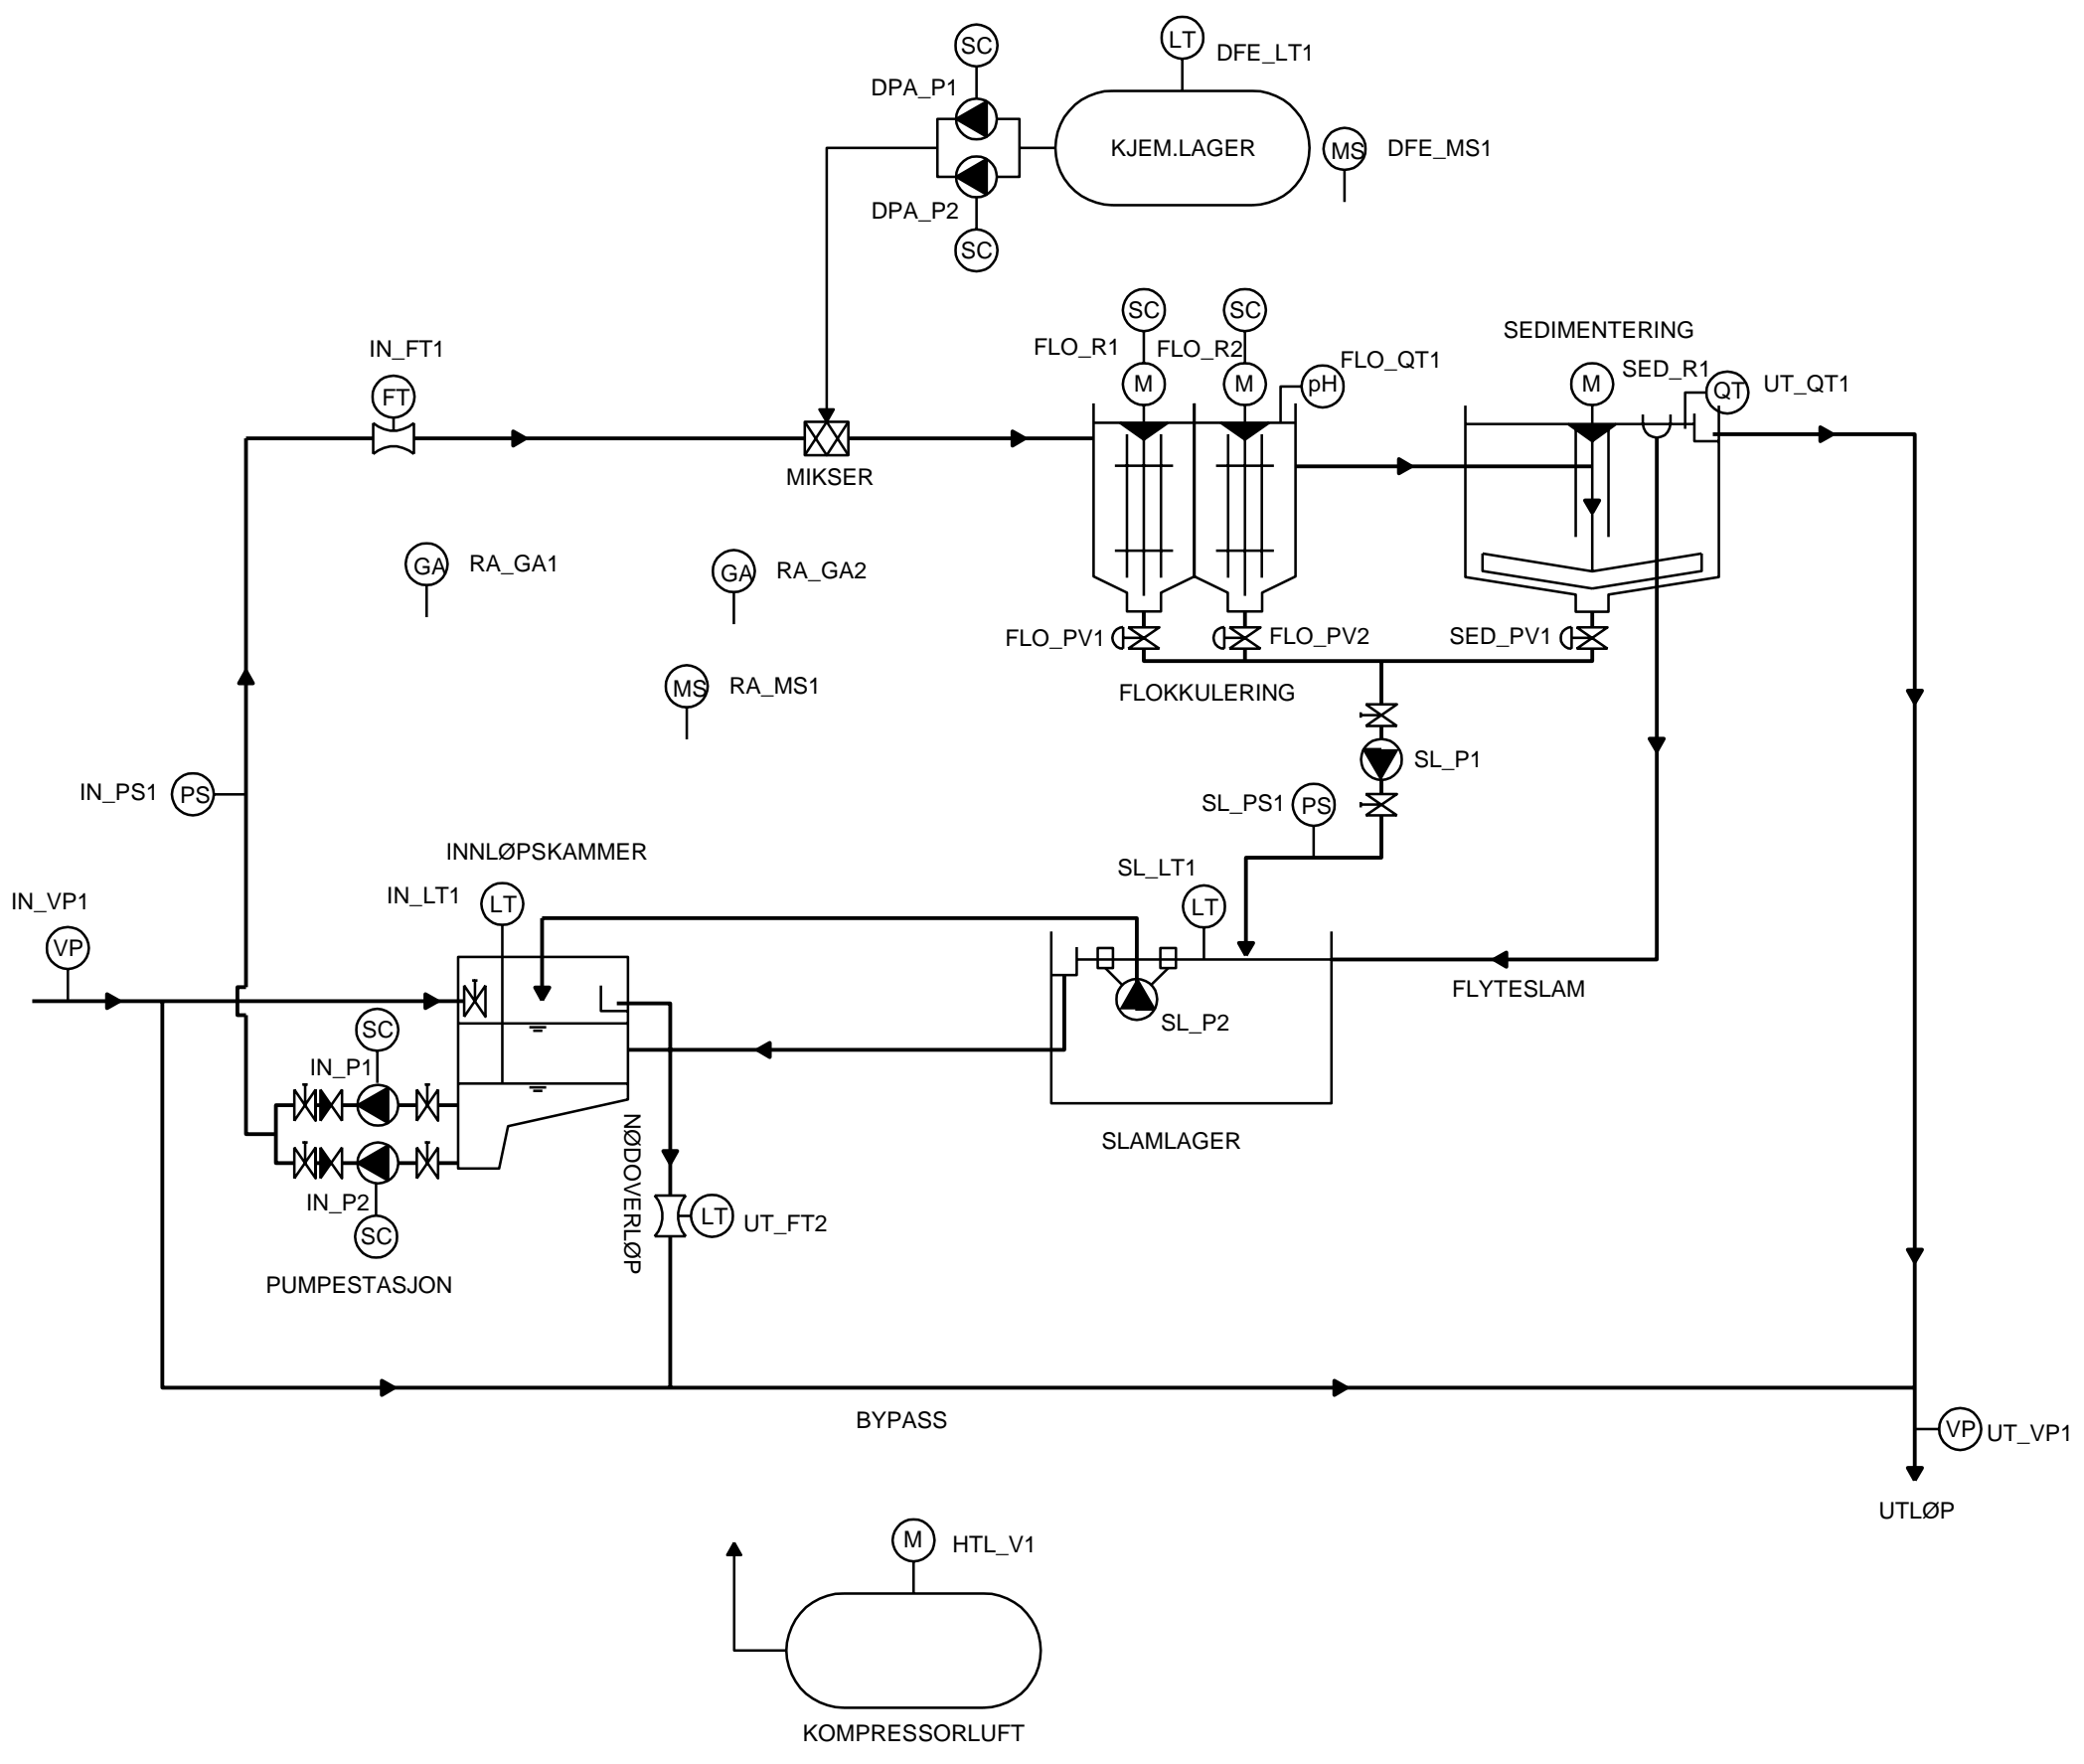 SC
LT
DFE_LT1
DPA_P1
KJEM.LAGER
MS
DFE_MS1
DPA_P2
SC
SC
SC
SEDIMENTERING
IN_FT1
FLO_R1
FLO_R2
FLO_QT1
SED_R1
FT
M
M
pH
M
QT
UT_QT1
MIKSER
GA
RA_GA1
GA
RA_GA2
FLO_PV1
FLO_PV2
SED_PV1
MS
RA_MS1
FLOKKULERING
SL_P1
IN_PS1
PS
SL_PS1
PS
INNLØPSKAMMER
SL_LT1
IN_LT1
LT
LT
IN_VP1
VP
FLYTESLAM
SC
SL_P2
IN_P1
SLAMLAGER
NØDOVERLØP
IN_P2
SC
LT
UT_FT2
PUMPESTASJON
BYPASS
VP
UT_VP1
UTLØP
M
HTL_V1
KOMPRESSORLUFT